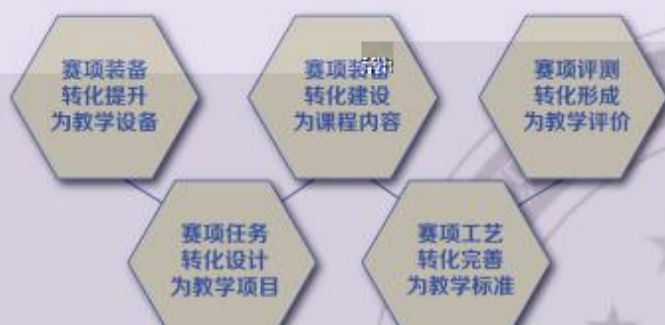 赛项装备
转化提升
为教学设备
赛项
转化建设
为课程内容
赛项评测
转化形成
为教学评价
赛项任务
转化设计
为教学项目
赛项工艺
转化完善
为教学标准